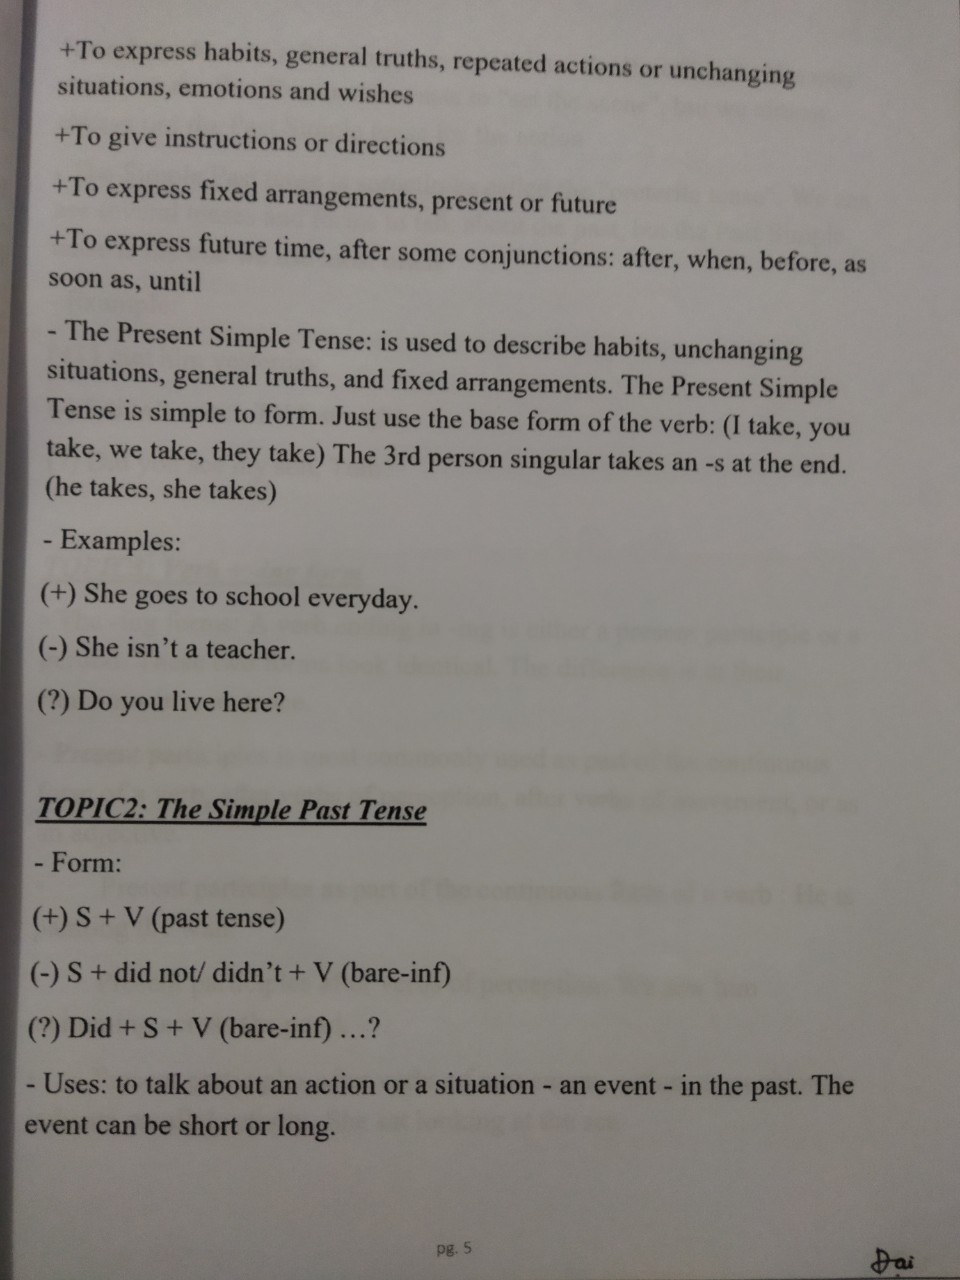 +To express habits, general truths, repeated actions or unchanging
situations, emotions and wishes
+To give instructions or directions
+To express fixed arrangements, present or future
+To express future time, after some conjunctions: after, when, before, as
soon as, until
- The Present Simple Tense: is used to describe habits, unchanging
situations, general truths, and fixed arrangements. The Present Simple
Tense is simple to form. Just use the base form of the verb: (I take, you
take, we take, they take) The 3rd person singular takes an -s at the end.
(he takes, she takes)
- Examples:
(+) She goes to school everyday.
(-) She isn’t a teacher.
(?) Do you live here?
TOPIC2: The Simple Past Tense
- Form:
(+) S + V (past tense)
(-) S + did not/ didn’t + V (bare-inf)
(?) Did + S + V (bare-inf) …?
- Uses: to talk about an action or a situation - an event - in the past. The
event can be short or long.
pg. 5
Đai